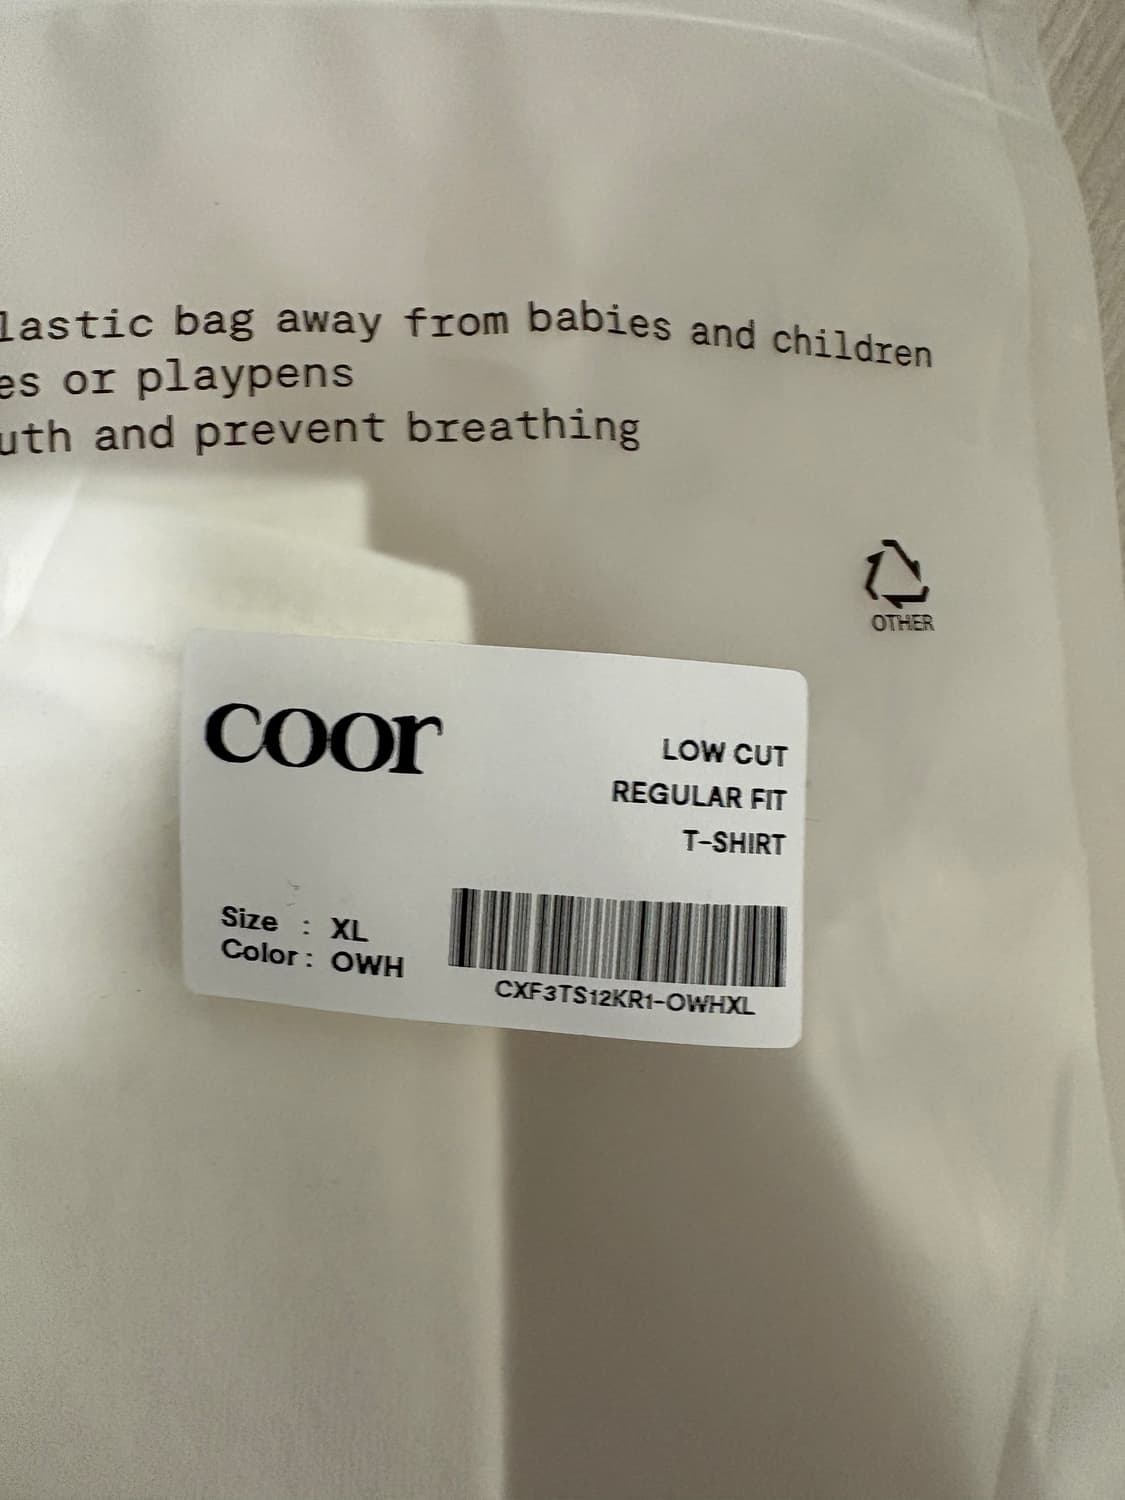 lastic bag away from babies and children
es or playpens
uth and prevent breathing
OTHER
coor
LOW CUT
REGULAR FIT
T-SHIRT
Size : XL
Color : OWH
CXF3TS12KR1-OWHXL